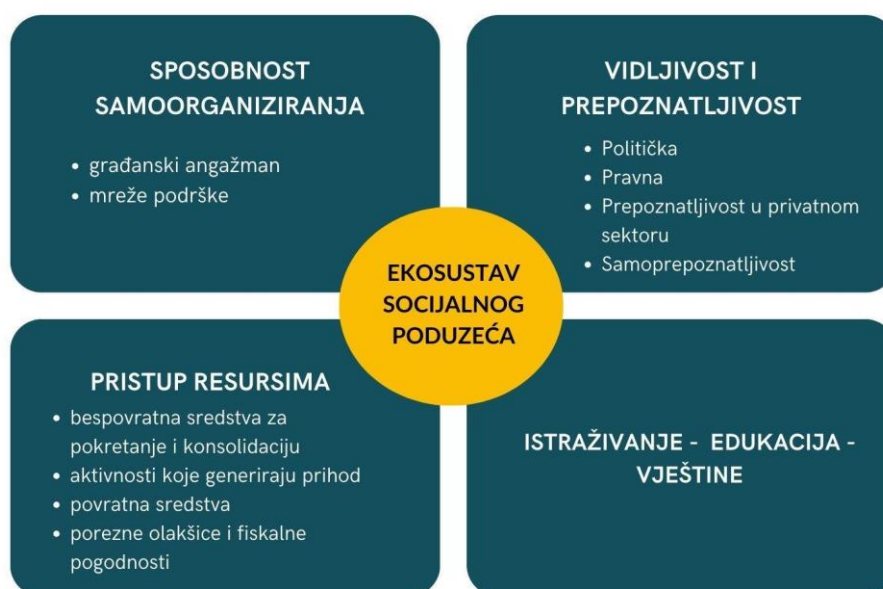 SPOSOBNOST
SAMOORGANIZIRANJA
• građanski angažman
• mreže podrške
VIDLJIVOST I
PREPOZNATLJIVOST
• Politička
• Pravna
• Prepoznatljivost u privatnom
sektoru
• Samoprepoznatljivost
EKOSUSTAV
SOCIJALNOG
PODUZEĆA
PRISTUP RESURSIMA
• bespovratna sredstva za
pokretanje i konsolidaciju
• aktivnosti koje generiraju prihod
• povratna sredstva
• porezne olakšice i fiskalne
pogodnosti
ISTRAŽIVANJE - EDUKACIJA -
VJEŠTINE